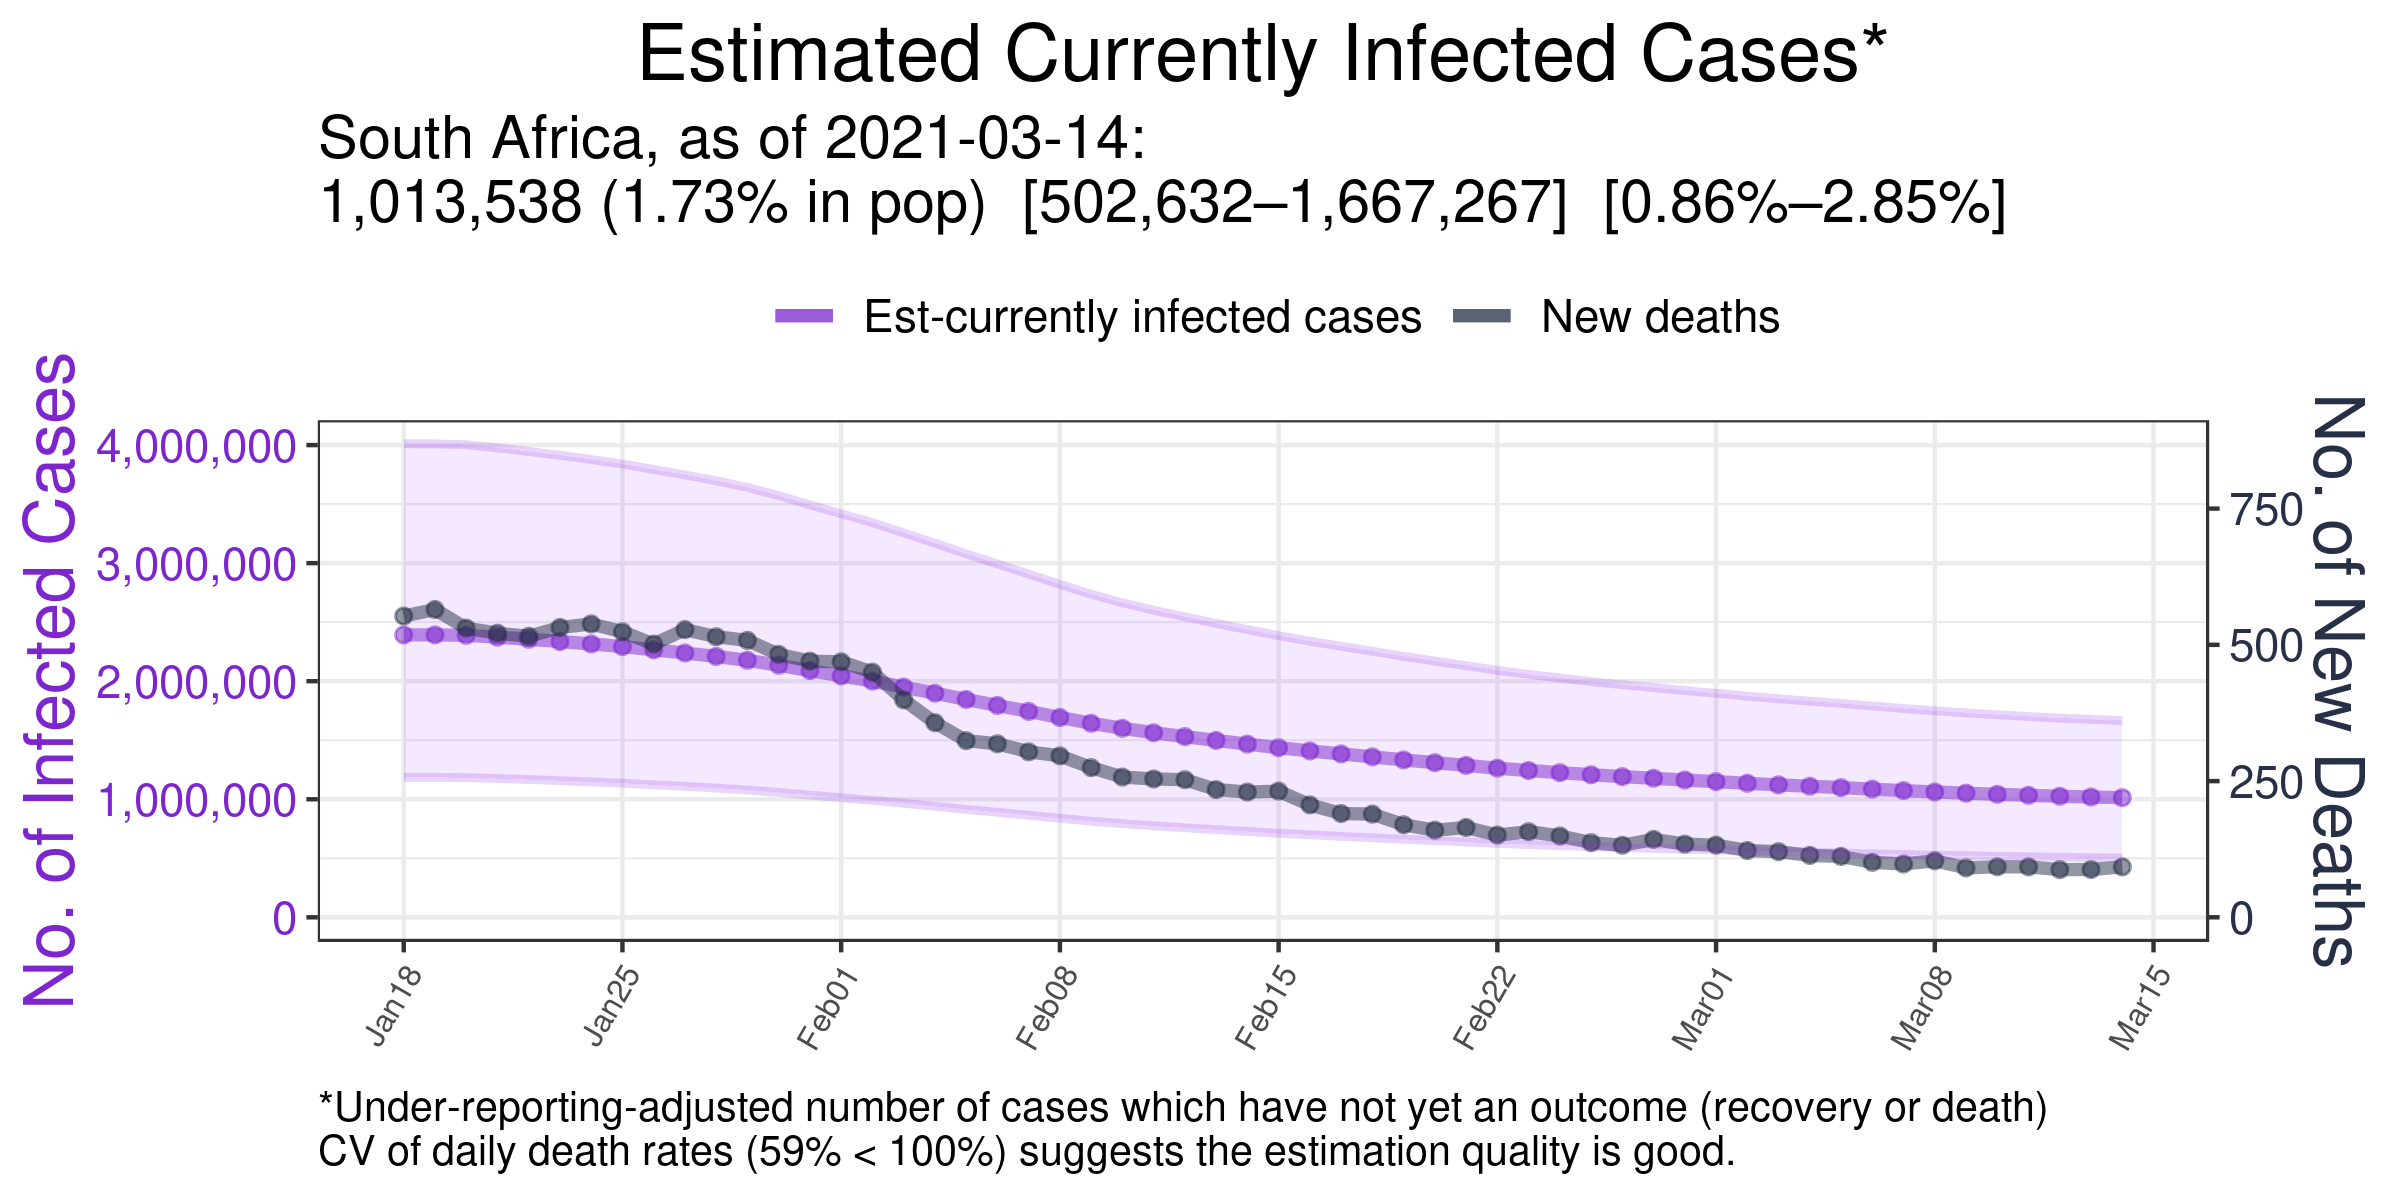 Estimated Currently Infected Cases*
South Africa, as of 2021-03-14:
1,013,538 (1.73% in pop)  [502,632–1,667,267]  [0.86%–2.85%]
Est-currently infected cases
New deaths
No. of Infected Cases
4,000,000
3,000,000
2,000,000
1,000,000
0
750
500
250
0
No. of New Deaths
Jan18
Jan25
Feb01
Feb08
Feb15
Feb22
Mar01
Mar08
Mar15
*Under-reporting-adjusted number of cases which have not yet an outcome (recovery or death)
CV of daily death rates (59% < 100%) suggests the estimation quality is good.